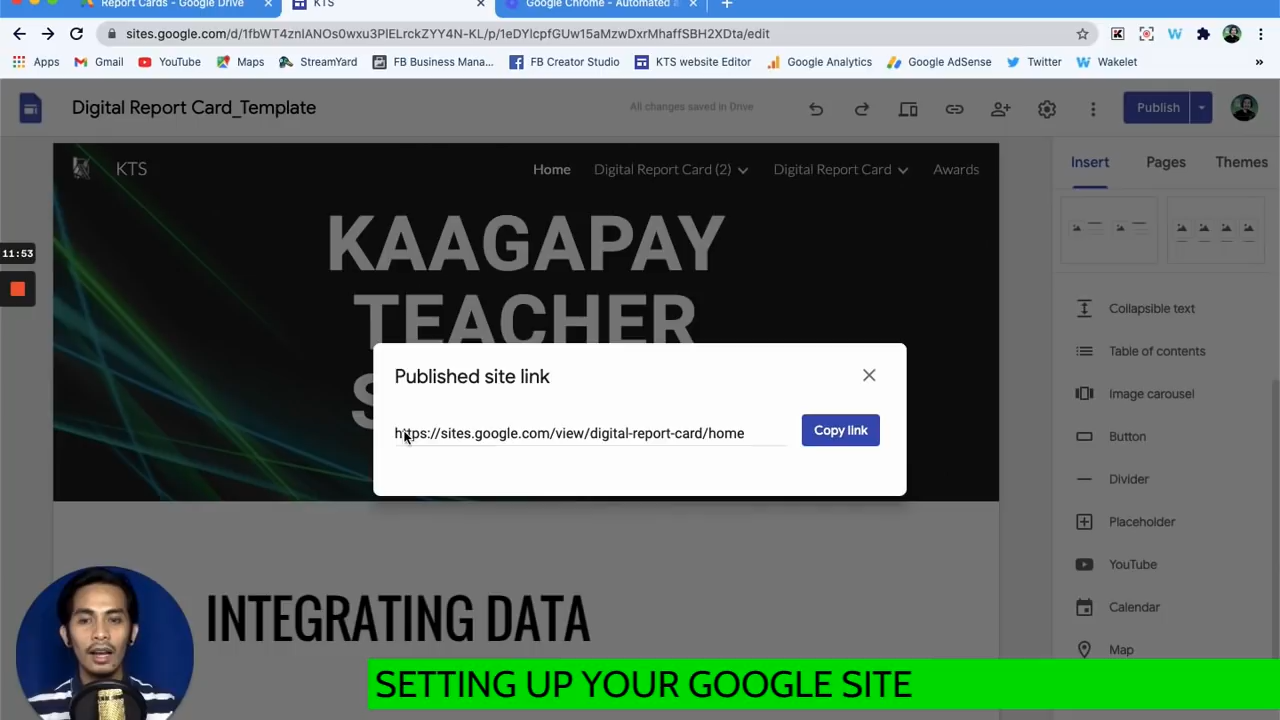 Report Cards - Google Drive
KTS
Google Chrome - Automated a
sites.google.com/d/1fbWT4znlANOs0wxu3PlELrckZYY4N-KL/p/1eDYlcpfGUw15aMzwDxrMhaffSBH2XDta/edit
Apps
Gmail
YouTube
Maps
StreamYard
FB Business Mana...
FB Creator Studio
KTS website Editor
Google Analytics
Google AdSense
Twitter
Wakelet
»
Digital Report Card_Template
All changes saved in Drive
Publish
KTS
Home
Digital Report Card (2)
Digital Report Card
Awards
Insert
Pages
Themes
11:53
KAAGAPAY
TEACHER
S
Published site link
https://sites.google.com/view/digital-report-card/home
Copy link
Collapsible text
Table of contents
Image carousel
Button
Divider
Placeholder
YouTube
Calendar
Map
INTEGRATING DATA
SETTING UP YOUR GOOGLE SITE